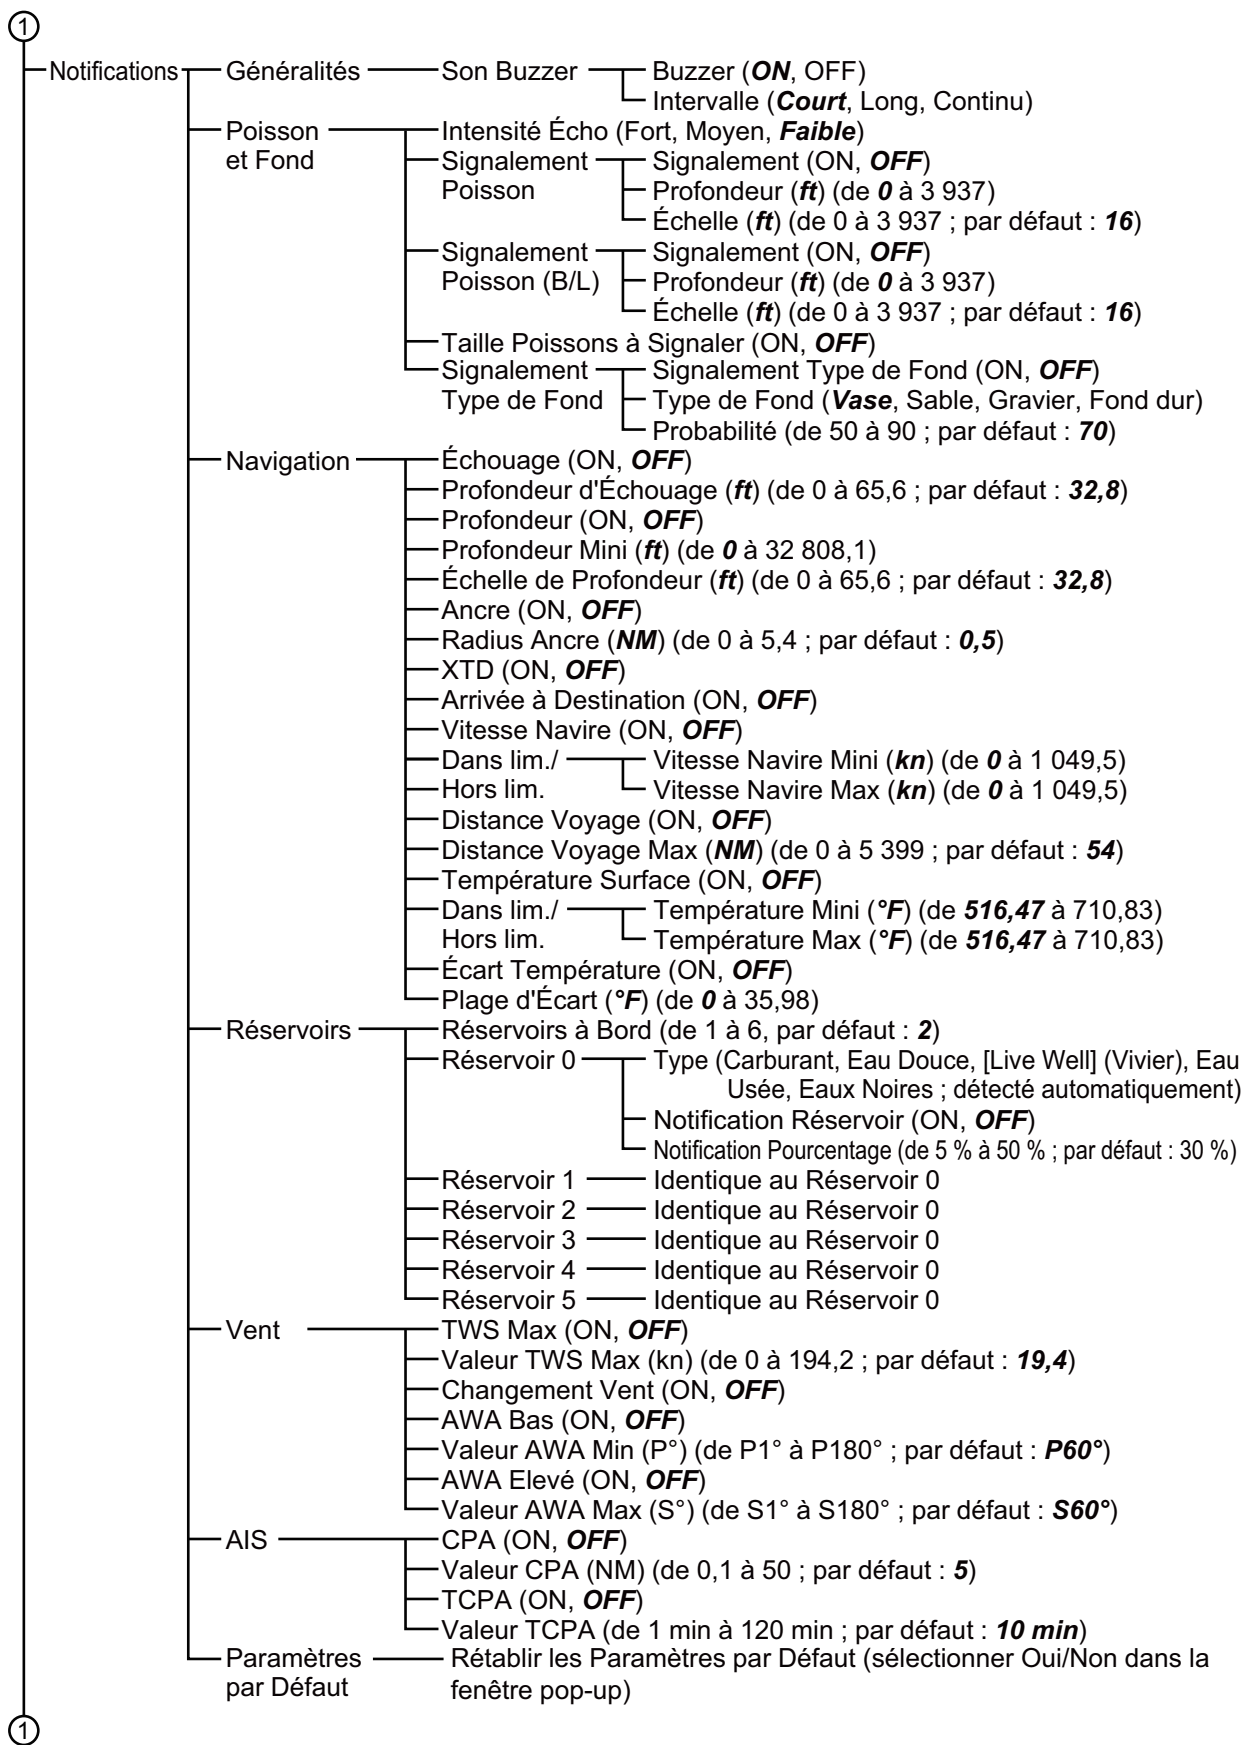 1
Notifications Généralités Son Buzzer Buzzer (ON, OFF)
Intervalle (Court, Long, Continu)
Poisson Intensité Écho (Fort, Moyen, Faible)
et Fond Signalement Signalement (ON, OFF)
Poisson Profondeur (ft) (de 0 à 3 937)
Échelle (ft) (de 0 à 3 937 ; par défaut : 16)
Signalement Signalement (ON, OFF)
Poisson (B/L) Profondeur (ft) (de 0 à 3 937)
Échelle (ft) (de 0 à 3 937 ; par défaut : 16)
Taille Poissons à Signaler (ON, OFF)
Signalement Signalement Type de Fond (ON, OFF)
Type de Fond Type de Fond (Vase, Sable, Gravier, Fond dur)
Probabilité (de 50 à 90 ; par défaut : 70)
Navigation Échouage (ON, OFF)
Profondeur d'Échouage (ft) (de 0 à 65,6 ; par défaut : 32,8)
Profondeur (ON, OFF)
Profondeur Mini (ft) (de 0 à 32 808,1)
Échelle de Profondeur (ft) (de 0 à 65,6 ; par défaut : 32,8)
Ancre (ON, OFF)
Radius Ancre (NM) (de 0 à 5,4 ; par défaut : 0,5)
XTD (ON, OFF)
Arrivée à Destination (ON, OFF)
Vitesse Navire (ON, OFF)
Dans lim./ Vitesse Navire Mini (kn) (de 0 à 1 049,5)
Hors lim. Vitesse Navire Max (kn) (de 0 à 1 049,5)
Distance Voyage (ON, OFF)
Distance Voyage Max (NM) (de 0 à 5 399 ; par défaut : 54)
Température Surface (ON, OFF)
Dans lim./ Température Mini (°F) (de 516,47 à 710,83)
Hors lim. Température Max (°F) (de 516,47 à 710,83)
Écart Température (ON, OFF)
Plage d'Écart (°F) (de 0 à 35,98)
Réservoirs Réservoirs à Bord (de 1 à 6, par défaut : 2)
Réservoir 0 Type (Carburant, Eau Douce, [Live Well] (Vivier), Eau
Usée, Eaux Noires ; détecté automatiquement)
Notification Réservoir (ON, OFF)
Notification Pourcentage (de 5 % à 50 % ; par défaut : 30 %)
Réservoir 1 Identique au Réservoir 0
Réservoir 2 Identique au Réservoir 0
Réservoir 3 Identique au Réservoir 0
Réservoir 4 Identique au Réservoir 0
Réservoir 5 Identique au Réservoir 0
Vent TWS Max (ON, OFF)
Valeur TWS Max (kn) (de 0 à 194,2 ; par défaut : 19,4)
Changement Vent (ON, OFF)
AWA Bas (ON, OFF)
Valeur AWA Min (P°) (de P1° à P180° ; par défaut : P60°)
AWA Elevé (ON, OFF)
Valeur AWA Max (S°) (de S1° à S180° ; par défaut : S60°)
AIS CPA (ON, OFF)
Valeur CPA (NM) (de 0,1 à 50 ; par défaut : 5)
TCPA (ON, OFF)
Valeur TCPA (de 1 min à 120 min ; par défaut : 10 min)
Paramètres Rétablir les Paramètres par Défaut (sélectionner Oui/Non dans la
par Défaut fenêtre pop-up)
1